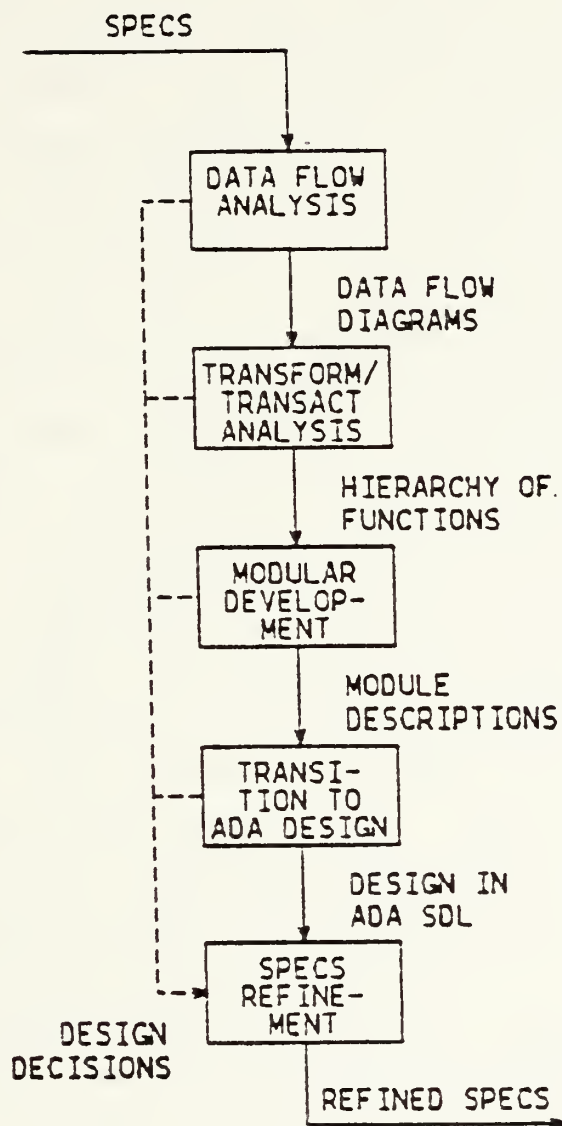 SPECS
DATA FLOW
ANALYSIS
DATA FLOW
DIAGRAMS
TRANSFORM/
TRANSACT
ANALYSIS
HIERARCHY OF.
FUNCTIONS
MODULAR
DEVELOP-
MENT
MODULE
DESCRIPTIONS
TRANSI-
TION TO
ADA DESIGN
DESIGN IN
ADA SDL
SPECS
REFINE-
MENT
DESIGN
DECISIONS
REFINED SPECS